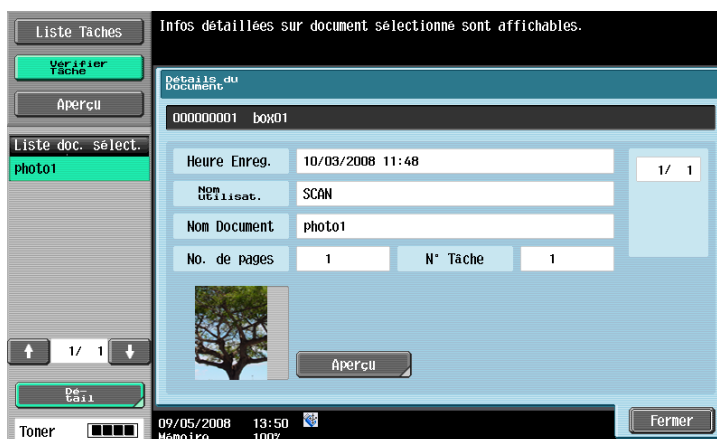 Liste Tâches
Infos détaillées sur document sélectionné sont affichables.
Vérifier
Tâche
Aperçu
Liste doc. sélect.
photo1
Détails du
Document
000000001 box01
Heure Enreg.
10/03/2008 11:48
1/ 1
Nom
utilisat.
SCAN
Nom Document
photo1
No. de pages
1
N° Tâche
1
Aperçu
1/ 1
Dé-
tail
Toner
09/05/2008 13:50
Mémoire 100%
Fermer